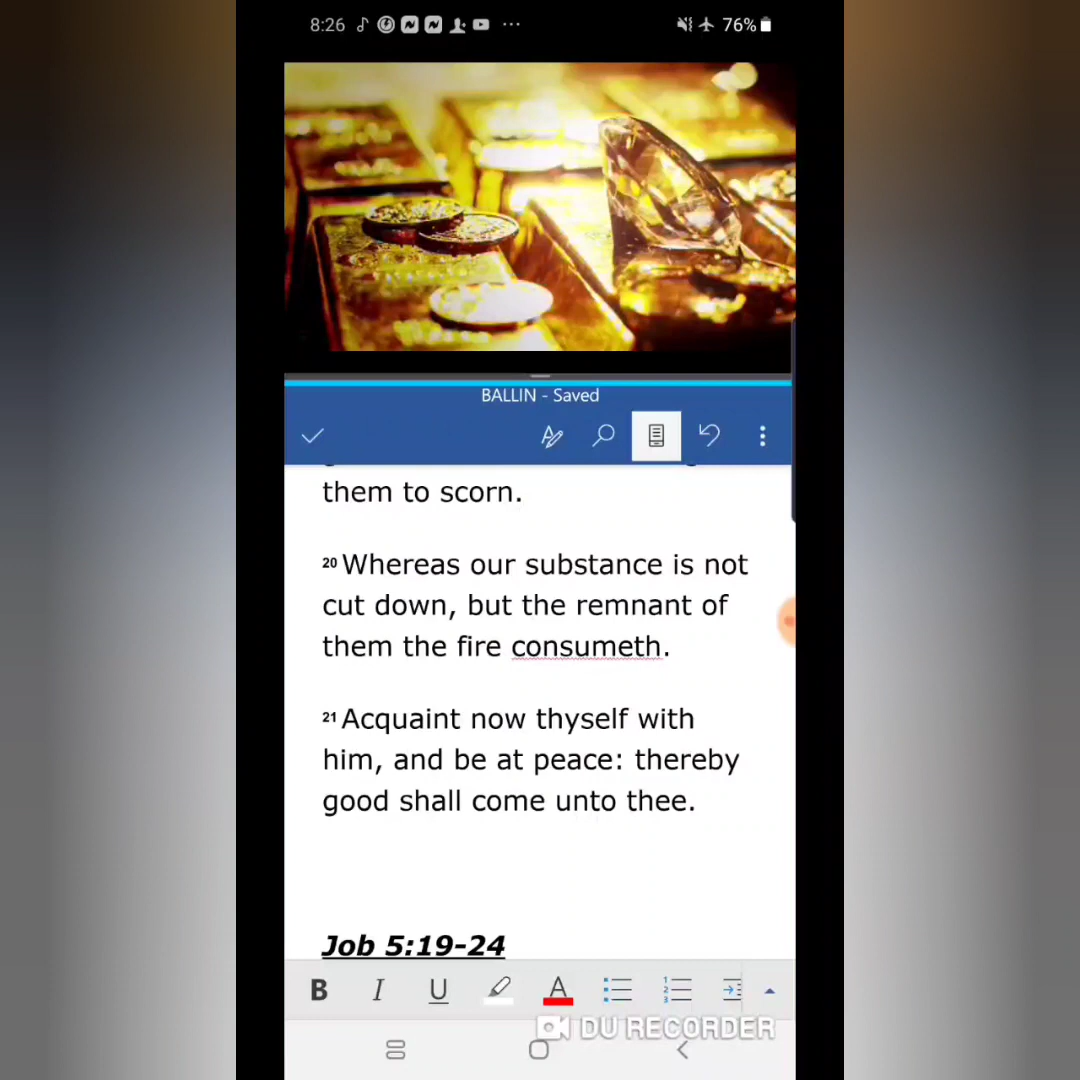 8:26 76%
BALLIN - Saved
them to scorn.
20 Whereas our substance is not
cut down, but the remnant of
them the fire consumeth.
21 Acquaint now thyself with
him, and be at peace: thereby
good shall come unto thee.
Job 5:19-24
B I U A
DU RECORDER